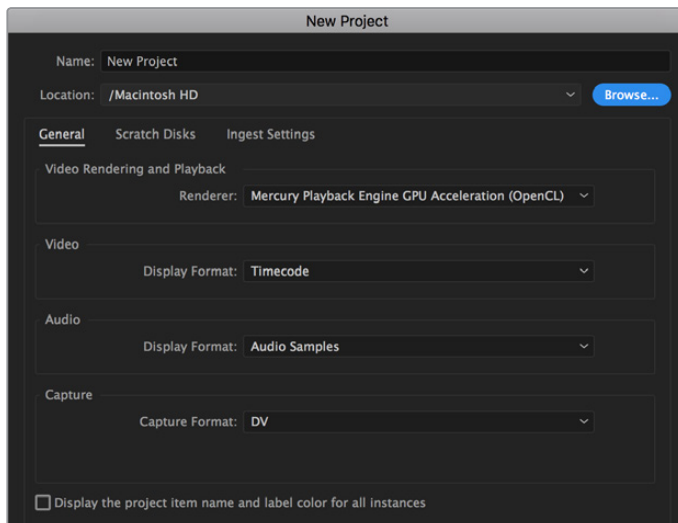 New Project
Name: New Project
Location: /Macintosh HD Browse...
General Scratch Disks Ingest Settings
Video Rendering and Playback
Renderer: Mercury Playback Engine GPU Acceleration (OpenCL)
Video
Display Format: Timecode
Audio
Display Format: Audio Samples
Capture
Capture Format: DV
Display the project item name and label color for all instances